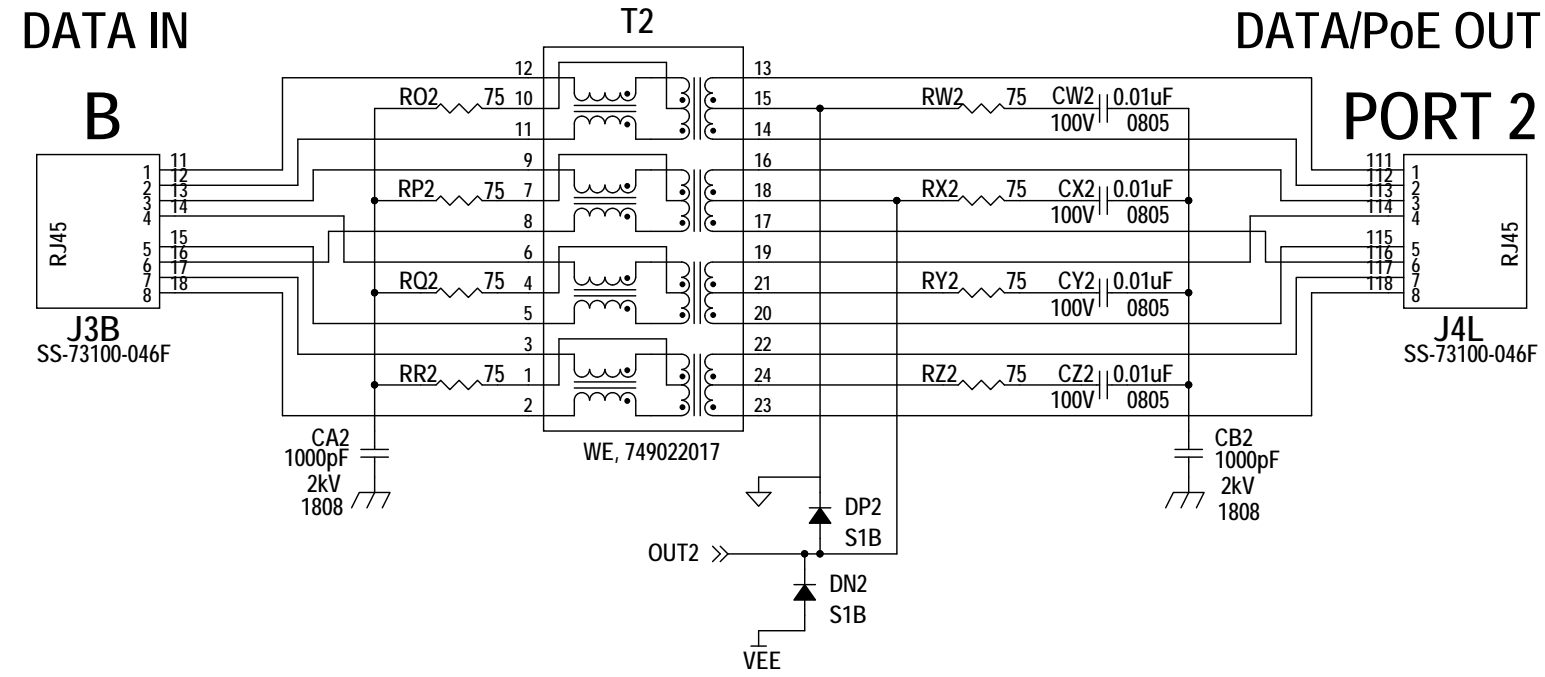 DATA IN
T2
DATA/PoE OUT
B
PORT 2
12
13
RO2 75 10
15
RW2 75 CW2 0.01uF
100V 0805
11
14
9
16
RP2 75 7
18
RX2 75 CX2 0.01uF
100V 0805
8
17
6
19
RQ2 75 4
21
RY2 75 CY2 0.01uF
100V 0805
5
20
3
22
RR2 75 1
24
RZ2 75 CZ2 0.01uF
100V 0805
2
23
RJ45
1 11
2 12
3 13
4 14
5 15
6 16
7 17
8 18
J3B
SS-73100-046F
111 1
112 2
113 3
114 4
115 5
116 6
117 7
118 8
RJ45
J4L
SS-73100-046F
CA2
1000pF
2kV
1808
WE, 749022017
CB2
1000pF
2kV
1808
DP2
S1B
OUT2
DN2
S1B
VEE